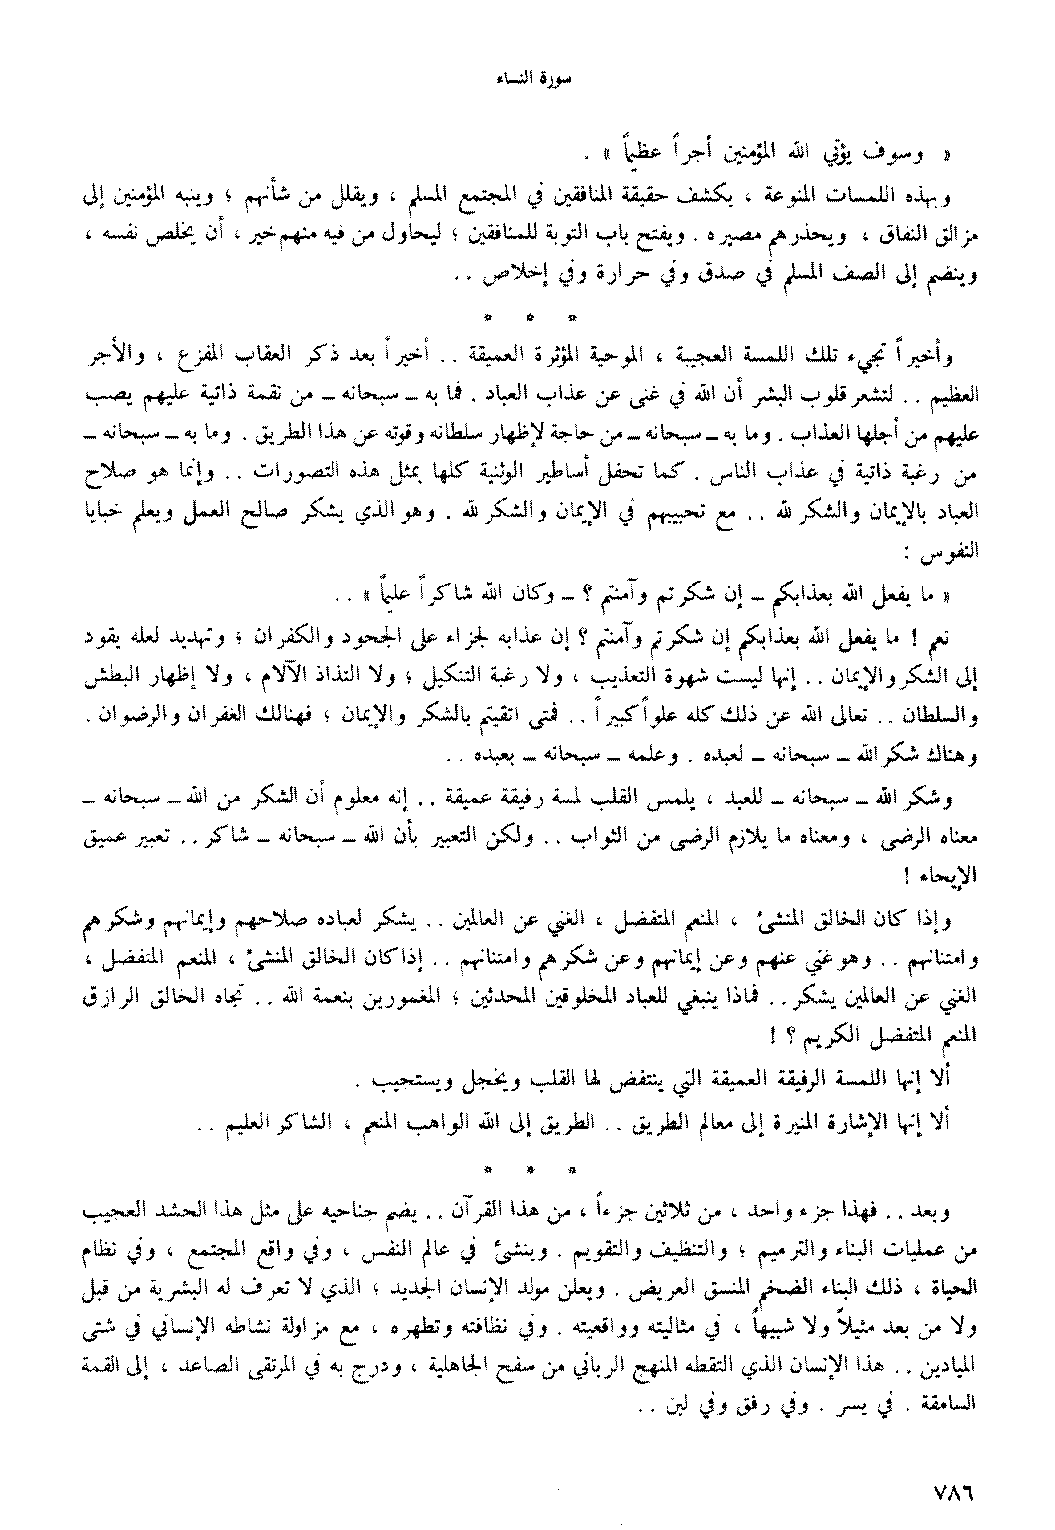 سورة النساء
« وسوف يؤتي الله المؤمنين أجراً عظيماً » .
وبهذه اللمسات المنوعة ، يكشف حقيقة المنافقين في المجتمع المسلم ، ويقلل من شأنهم ؛ وينبه المؤمنين إلى
مزالق النفاق ، ويحذرهم مصيره . ويفتح باب التوبة للمنافقين ؛ ليحاول من فيه منهم خير ، أن يخلص نفسه ،
وينضم إلى الصف المسلم في صدق وفي حرارة وفي إخلاص ..
* * *
وأخيراً تجيء تلك اللمسة العجيبة ، الموحية المؤثرة العميقة .. أخيراً بعد ذكر العقاب المفزع ، والأجر
العظيم .. لتشعر قلوب البشر أن الله في غنى عن عذاب العباد . فما به – سبحانه – من نقمة ذاتية عليهم يصب
عليهم من أجلها العذاب . وما به – سبحانه – من حاجة لإظهار سلطانه وقوته عن هذا الطريق . وما به – سبحانه –
من رغبة ذاتية في عذاب الناس . كما تحفل أساطير الوثنية كلها بمثل هذه التصورات .. وإنما هو صلاح
العباد بالإيمان والشكر لله .. مع تحبيبهم في الإيمان والشكر لله . وهو الذي يشكر صالح العمل ويعلم خبايا
النفوس :
« ما يفعل الله بعذابكم – إن شكرتم وآمنتم ؟ – وكان الله شاكراً عليماً » ..
نعم ! ما يفعل الله بعذابكم إن شكرتم وآمنتم ؟ إن عذابه لجزاء على الجحود والكفران ؛ وتهديد لعله يقود
إلى الشكر والإيمان .. إنها ليست شهوة التعذيب ، ولا رغبة التنكيل ؛ ولا التذاذ الآلام ، ولا إظهار البطش
والسلطان .. تعالى الله عن ذلك كله علواً كبيراً .. فمتى اتقيتم بالشكر والإيمان ؛ فهنالك الغفران والرضوان .
وهناك شكر الله – سبحانه – لعبده . وعلمه – سبحانه – بعبده ..
وشكر الله – سبحانه – للعبد ، يلمس القلب لمسة رفيقة عميقة .. إنه معلوم أن الشكر من الله – سبحانه –
معناه الرضى ، ومعناه ما يلازم الرضى من الثواب .. ولكن التعبير بأن الله – سبحانه – شاكر .. تعبير عميق
الإيحاء !
وإذا كان الخالق المنشئ ، المنعم المتفضل ، الغني عن العالمين .. يشكر لعباده صلاحهم وإيمانهم وشكرهم
وامتنانهم .. وهو غني عنهم وعن إيمانهم وعن شكرهم وامتنانهم .. إذا كان الخالق المنشئ ، المنعم المتفضل ،
الغني عن العالمين يشكر .. فماذا ينبغي للعباد المخلوقين المحدثين ؛ المغمورين بنعمة الله .. تجاه الخالق الرازق
المنعم المتفضل الكريم ؟ !
ألا إنها اللمسة الرفيقة العميقة التي ينتفض لها القلب ويخجل ويستجيب .
ألا إنها الإشارة المنيرة إلى معالم الطريق .. الطريق إلى الله الواهب المنعم ، الشاكر العليم ..
* * *
وبعد .. فهذا جزء واحد ، من ثلاثين جزءاً ، من هذا القرآن .. يضم جناحيه على مثل هذا الحشد العجيب
من عمليات البناء والترميم ؛ والتنظيف والتقويم . وينشئ في عالم النفس ، وفي واقع المجتمع ، وفي نظام
الحياة ، ذلك البناء الضخم المنسق العريض . ويعلن مولد الإنسان الجديد ؛ الذي لا تعرف له البشرية من قبل
ولا من بعد مثيلاً ولا شبيهاً ، في مثاليته وواقعيته . وفي نظافته وتطهره ، مع مزاولة نشاطه الإنساني في شتى
الميادين .. هذا الإنسان الذي التقطه المنهج الرباني من سفح الجاهلية ، ودرج به في المرتقى الصاعد ، إلى القمة
السامقة . في يسر . وفي رفق وفي لين ..
٧٨٦